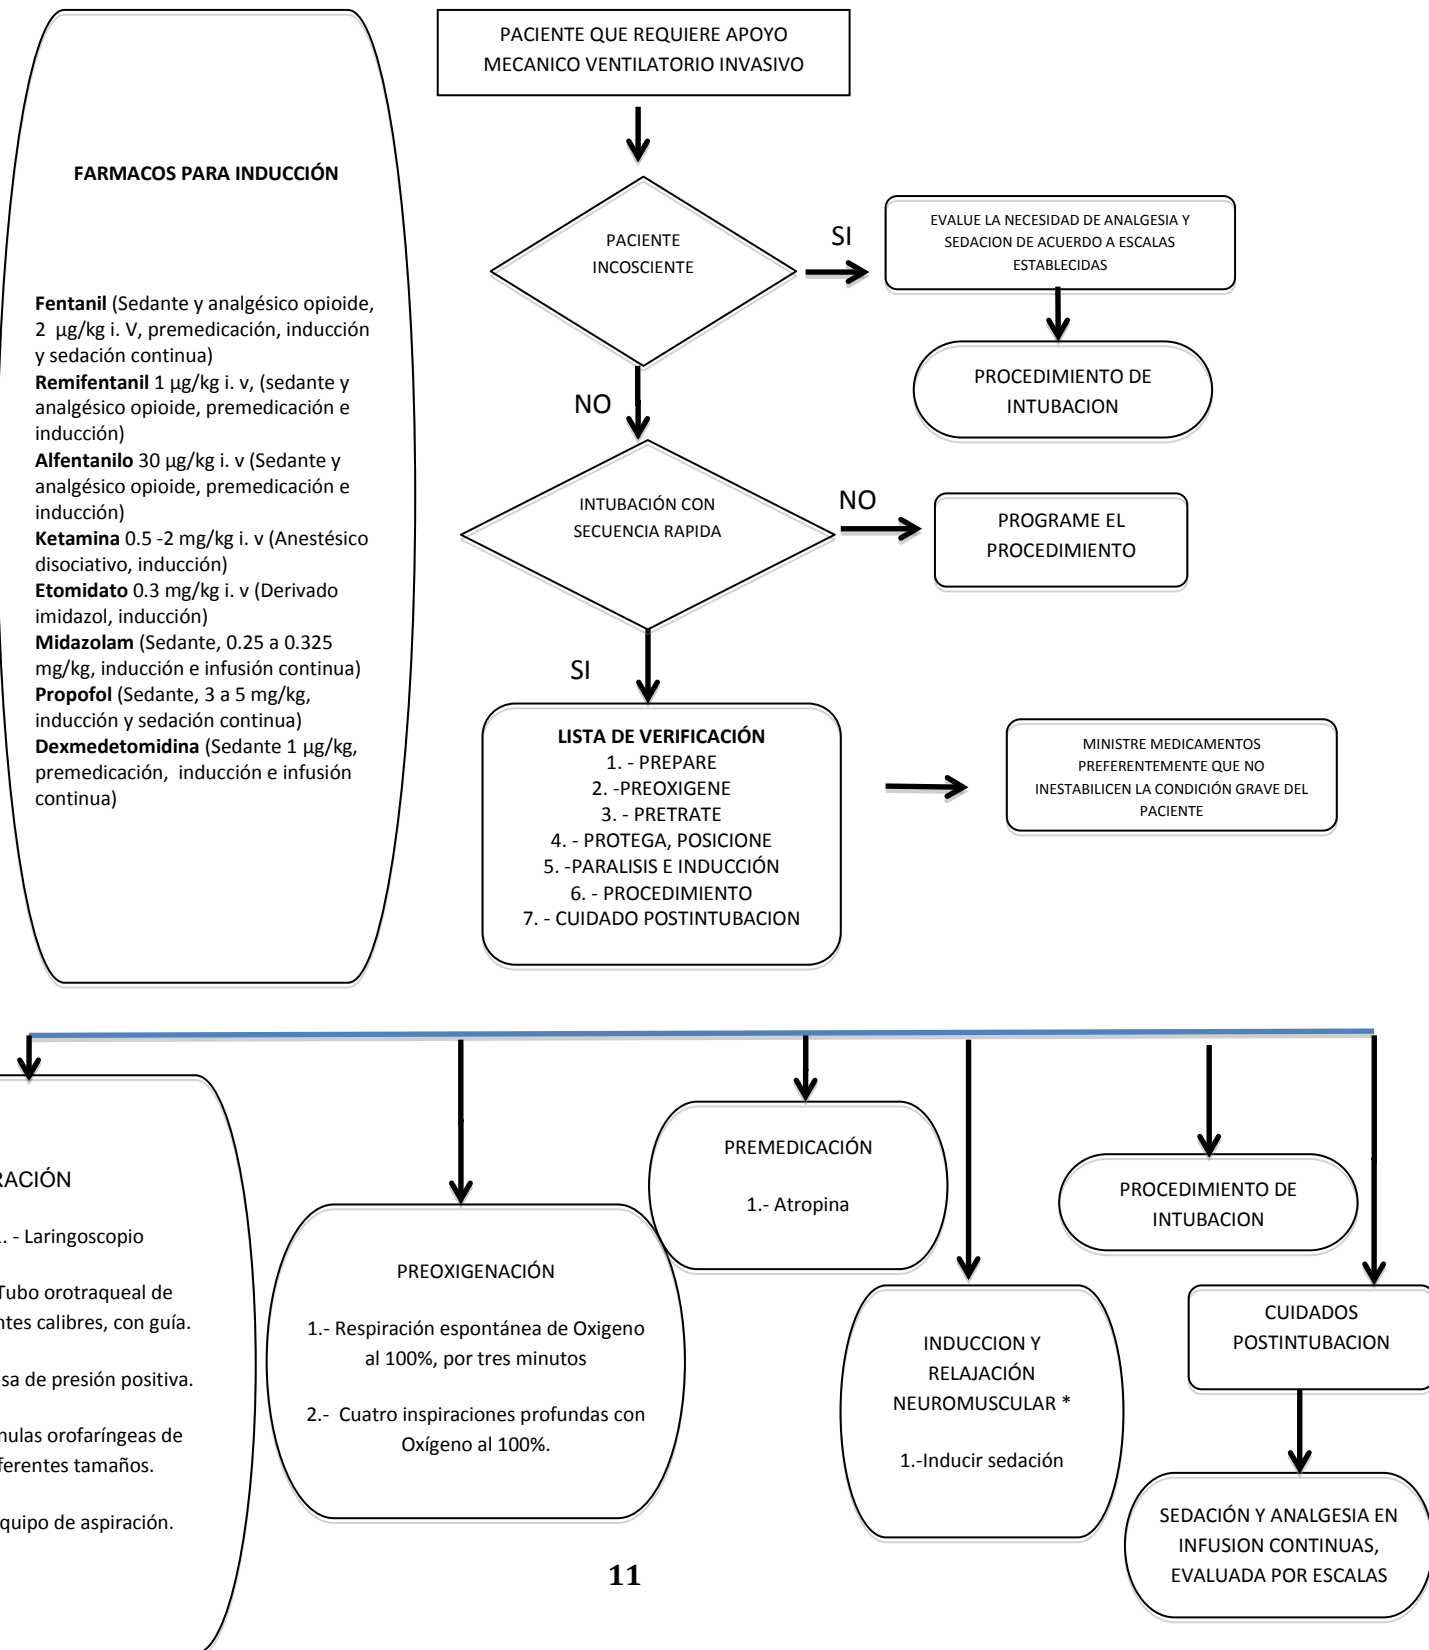 PACIENTE QUE REQUIERE APOYO
MECANICO VENTILATORIO INVASIVO
FARMACOS PARA INDUCCIÓN
Fentanil (Sedante y analgésico opioide,
2 µg/kg i. V, premedicación, inducción
y sedación continua)
Remifentanil 1 µg/kg i. v, (sedante y
analgésico opioide, premedicación e
inducción)
Alfentanilo 30 µg/kg i. v (Sedante y
analgésico opioide, premedicación e
inducción)
Ketamina 0.5 -2 mg/kg i. v (Anestésico
disociativo, inducción)
Etomidato 0.3 mg/kg i. v (Derivado
imidazol, inducción)
Midazolam (Sedante, 0.25 a 0.325
mg/kg, inducción e infusión continua)
Propofol (Sedante, 3 a 5 mg/kg,
inducción y sedación continua)
Dexmedetomidina (Sedante 1 µg/kg,
premedicación, inducción e infusión
continua)
PACIENTE
INCOSCIENTE
SI
EVALUE LA NECESIDAD DE ANALGESIA Y
SEDACION DE ACUERDO A ESCALAS
ESTABLECIDAS
PROCEDIMIENTO DE
INTUBACION
NO
INTUBACIÓN CON
SECUENCIA RAPIDA
NO
PROGRAME EL
PROCEDIMIENTO
SI
LISTA DE VERIFICACIÓN
1. - PREPARE
2. -PREOXIGENE
3. - PRETRATE
4. - PROTEGA, POSICIONE
5. -PARALISIS E INDUCCIÓN
6. - PROCEDIMIENTO
7. - CUIDADO POSTINTUBACION
MINISTRE MEDICAMENTOS
PREFERENTEMENTE QUE NO
INESTABILICEN LA CONDICIÓN GRAVE DEL
PACIENTE
RACIÓN
. - Laringoscopio
Tubo orotraqueal de
ntes calibres, con guía.
sa de presión positiva.
nulas orofaríngeas de
ferentes tamaños.
quipo de aspiración.
PREOXIGENACIÓN
1.- Respiración espontánea de Oxigeno
al 100%, por tres minutos
2.- Cuatro inspiraciones profundas con
Oxígeno al 100%.
PREMEDICACIÓN
1.- Atropina
INDUCCION Y
RELAJACIÓN
NEUROMUSCULAR *
1.-Inducir sedación
PROCEDIMIENTO DE
INTUBACION
CUIDADOS
POSTINTUBACION
SEDACIÓN Y ANALGESIA EN
INFUSION CONTINUAS,
EVALUADA POR ESCALAS
11